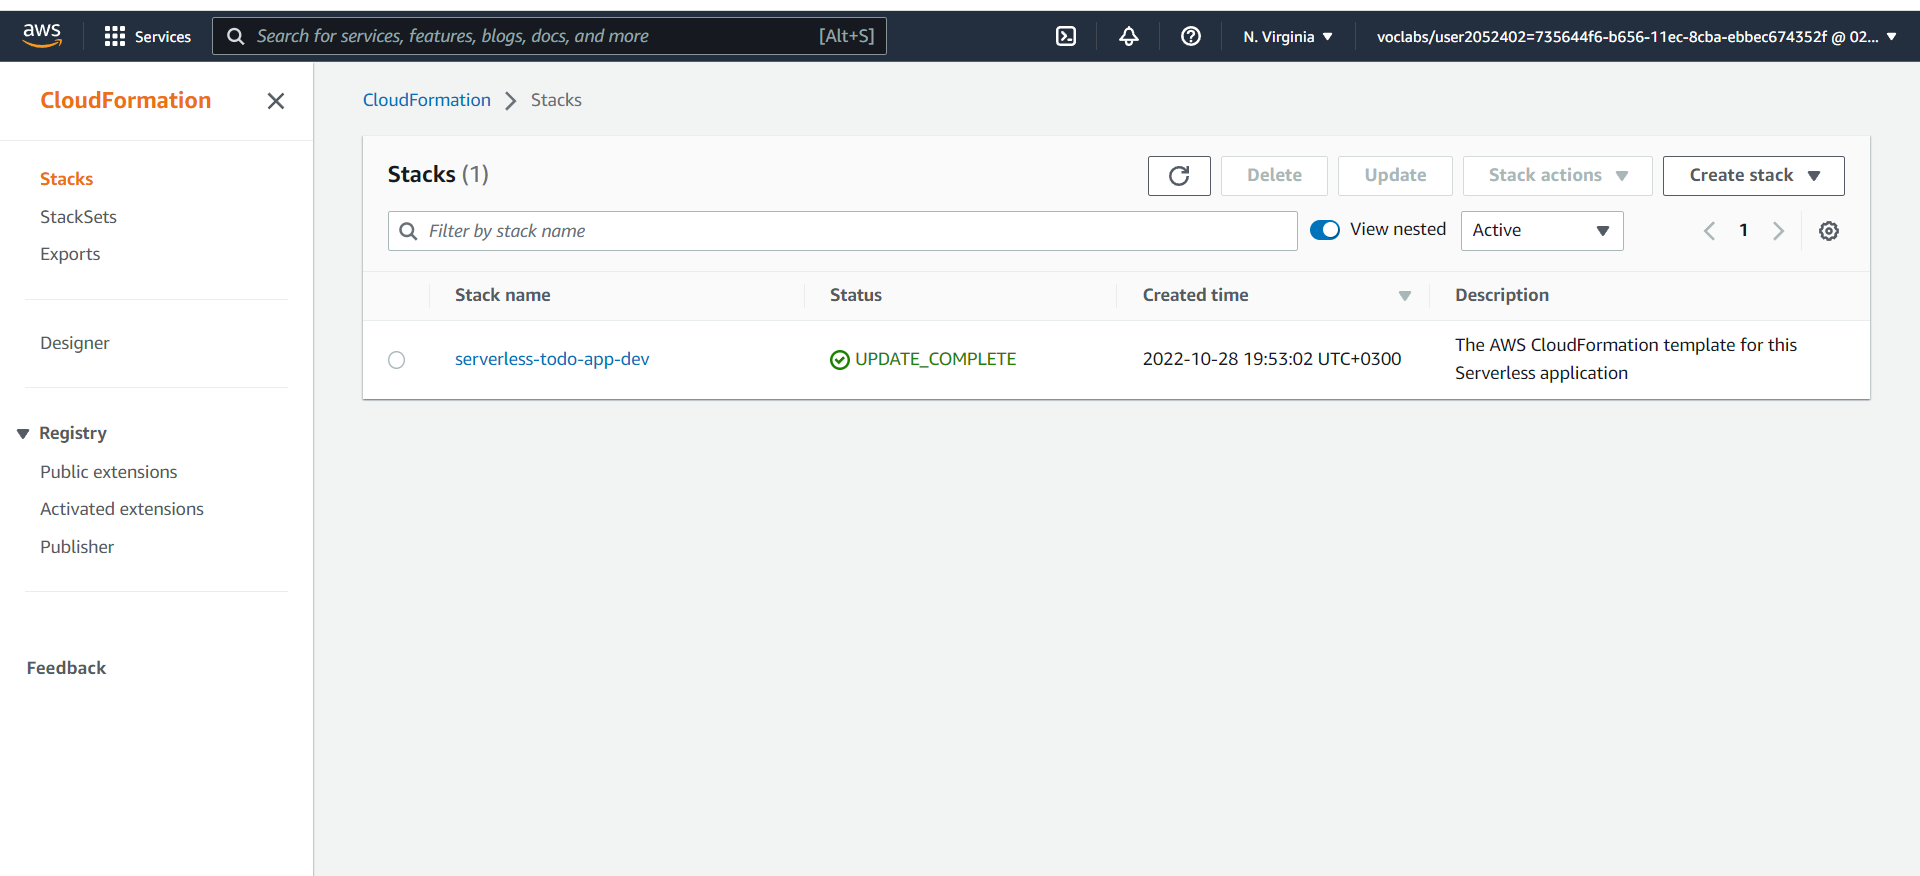 aws
Services
Search for services, features, blogs, docs, and more
[Alt+S]
N. Virginia
voclabs/user2052402=735644f6-b656-11ec-8cba-ebbec674352f @ 02...
CloudFormation
Stacks
StackSets
Exports
Designer
Registry
Public extensions
Activated extensions
Publisher
Feedback
CloudFormation
Stacks
Stacks (1)
Delete
Update
Stack actions
Create stack
Filter by stack name
View nested
Active
1
Stack name
Status
Created time
Description
serverless-todo-app-dev
UPDATE_COMPLETE
2022-10-28 19:53:02 UTC+0300
The AWS CloudFormation template for this
Serverless application